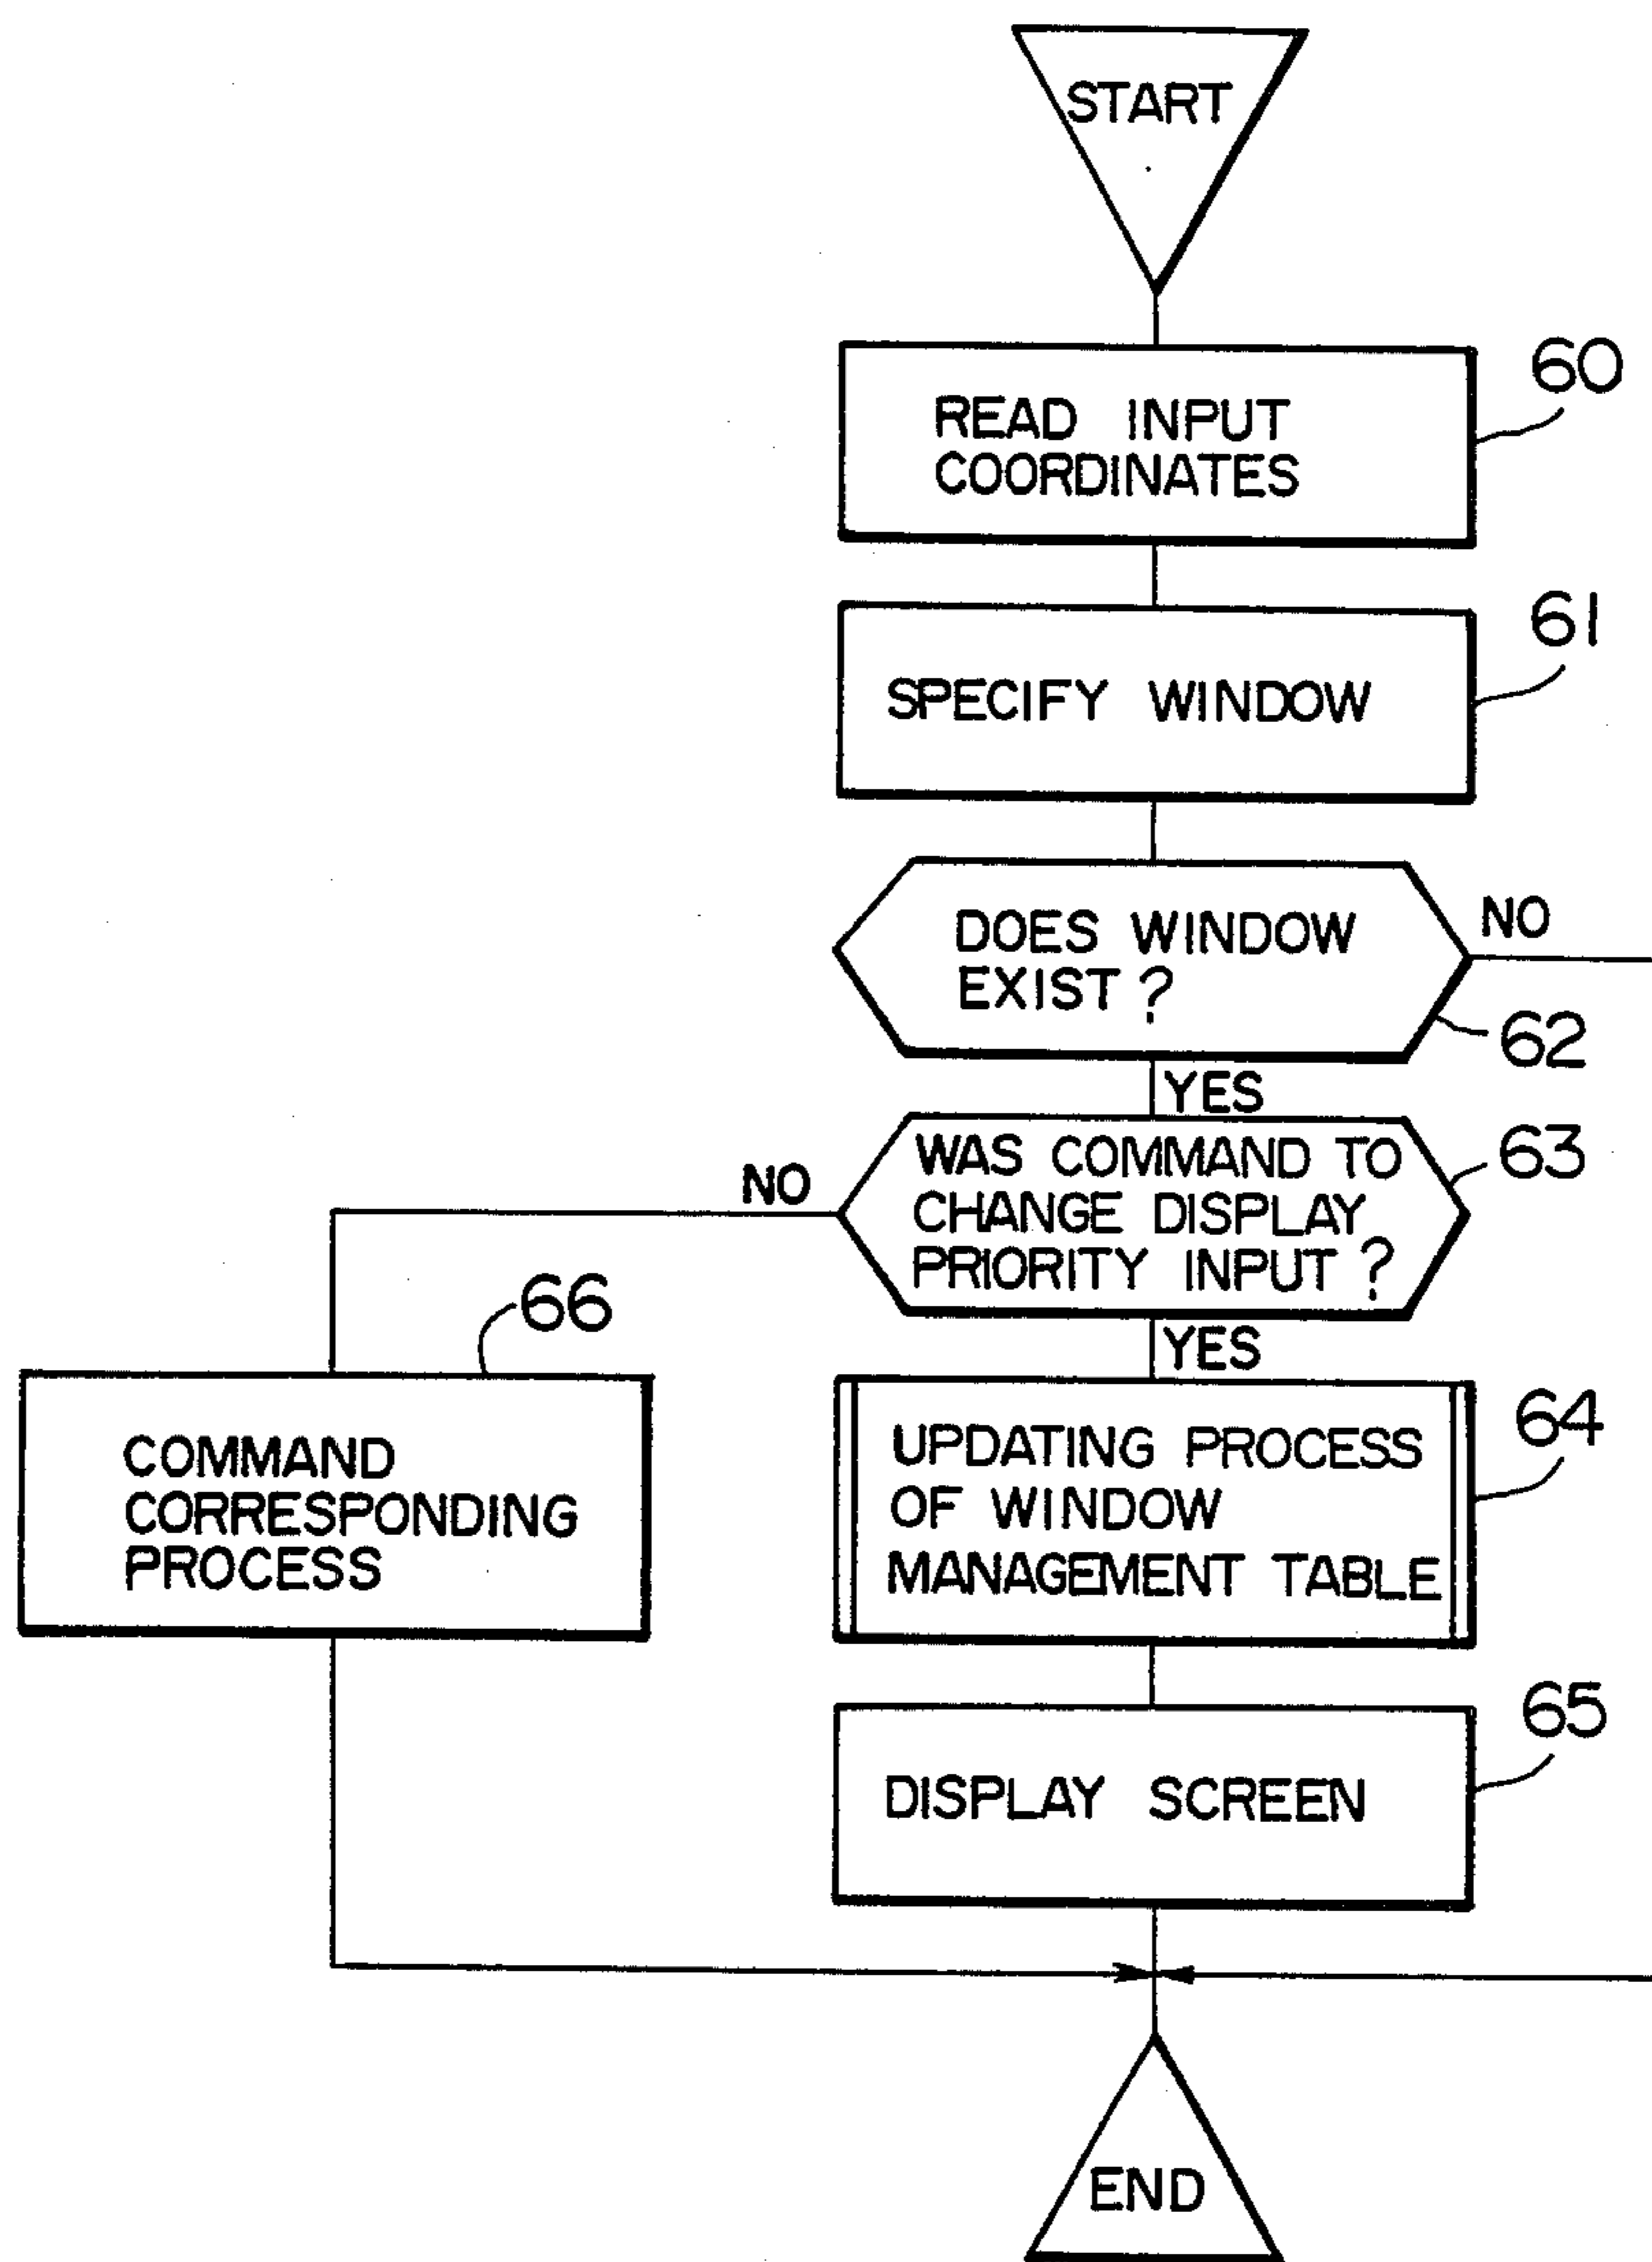 START
60
READ INPUT
COORDINATES
61
SPECIFY WINDOW
DOES WINDOW
EXIST?
NO
62
YES
63
WAS COMMAND TO
CHANGE DISPLAY
PRIORITY INPUT?
NO
YES
66
COMMAND
CORRESPONDING
PROCESS
64
UPDATING PROCESS
OF WINDOW
MANAGEMENT TABLE
65
DISPLAY SCREEN
END